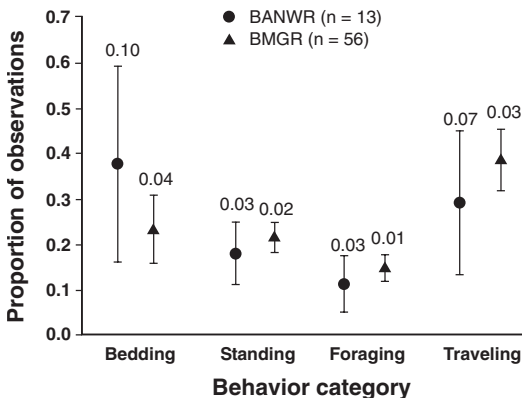 0.7
0.6
0.5
0.4
0.3
0.2
0.1
0.0
Proportion of observations
BANWR (n = 13)
BMGR (n = 56)
0.10
0.04
0.03
0.02
0.03
0.01
0.07
0.03
Bedding
Standing
Foraging
Traveling
Behavior category